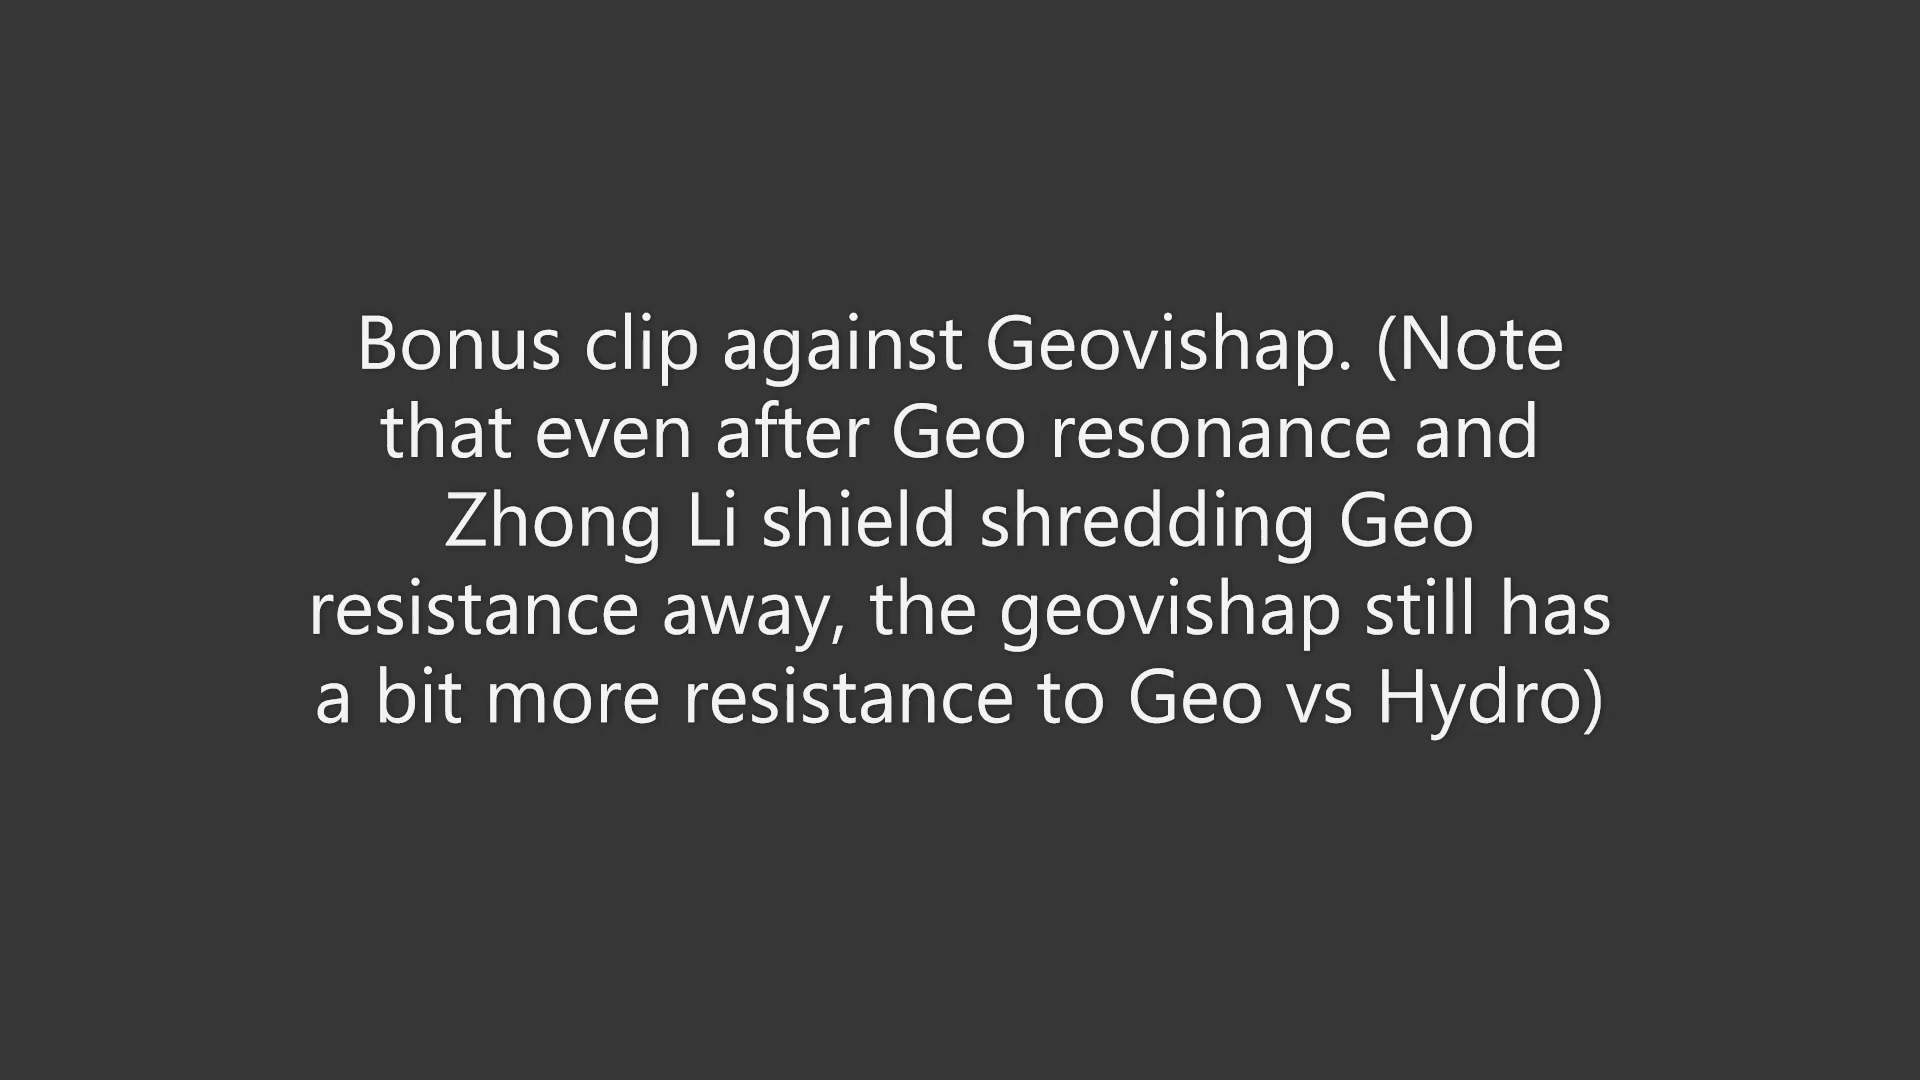 Bonus clip against Geovishap. (Note
that even after Geo resonance and
Zhong Li shield shredding Geo
resistance away, the geovishap still has
a bit more resistance to Geo vs Hydro)